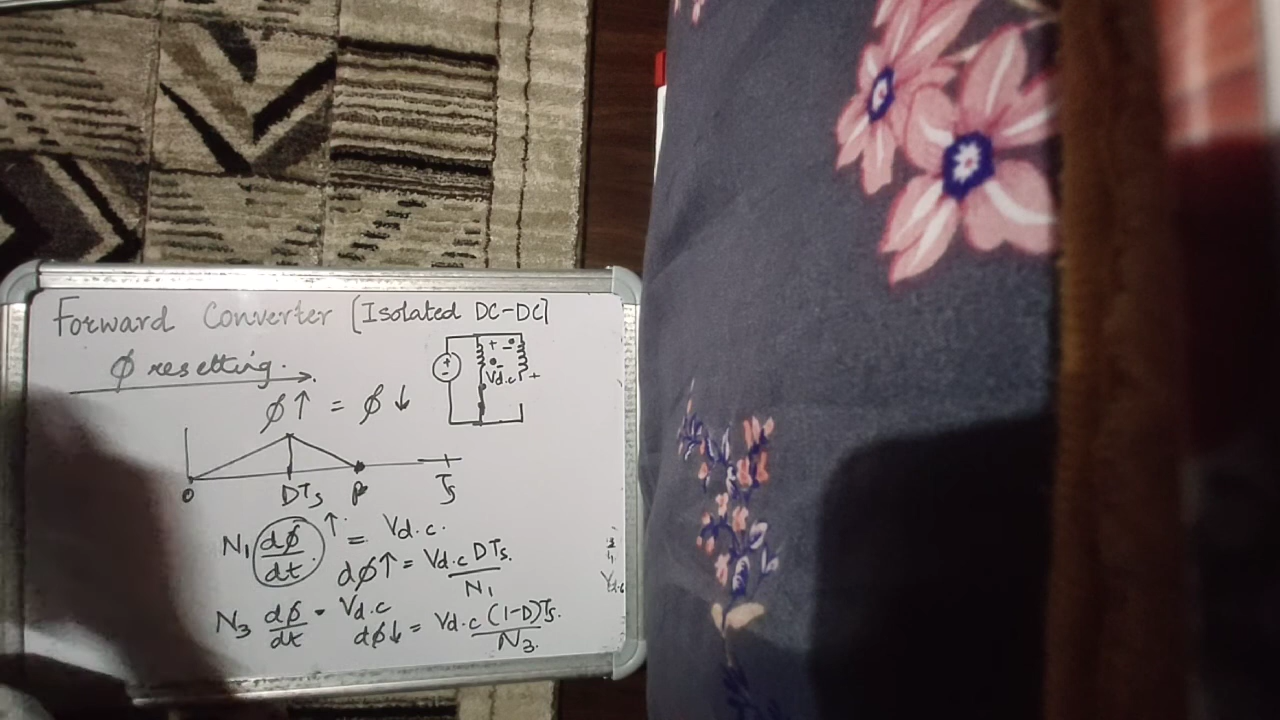 Forward Converter [Isolated DC-DC]
φ resetting.
+ -
-
Vd.c +
+
φ↑ = φ↓
0 DTs P Ts
N1 dφ/dt ↑ = Vd.c.
dφ↑ = Vd.c DTs. / N1
N3 dφ/dt = Vd.c
dφ↓ = Vd.c (1-D)Ts. / N3.
Vd.c